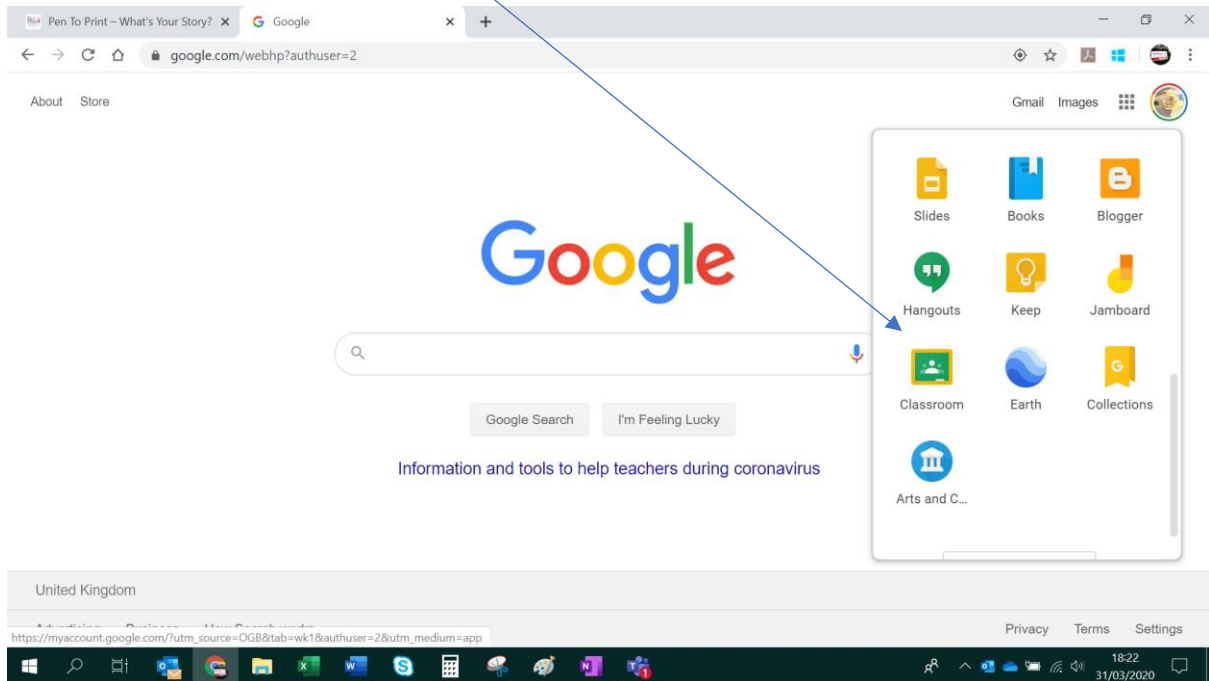 Pen To Print – What's Your Story?
Google
google.com/webhp?authuser=2
About Store
Gmail Images
Slides Books Blogger
Google
Hangouts Keep Jamboard
Classroom Earth Collections
Google Search I'm Feeling Lucky
Information and tools to help teachers during coronavirus
Arts and C...
United Kingdom
https://myaccount.google.com/?utm_source=OGB&tab=wk1&authuser=2&utm_medium=app
Privacy Terms Settings
18:22
31/03/2020